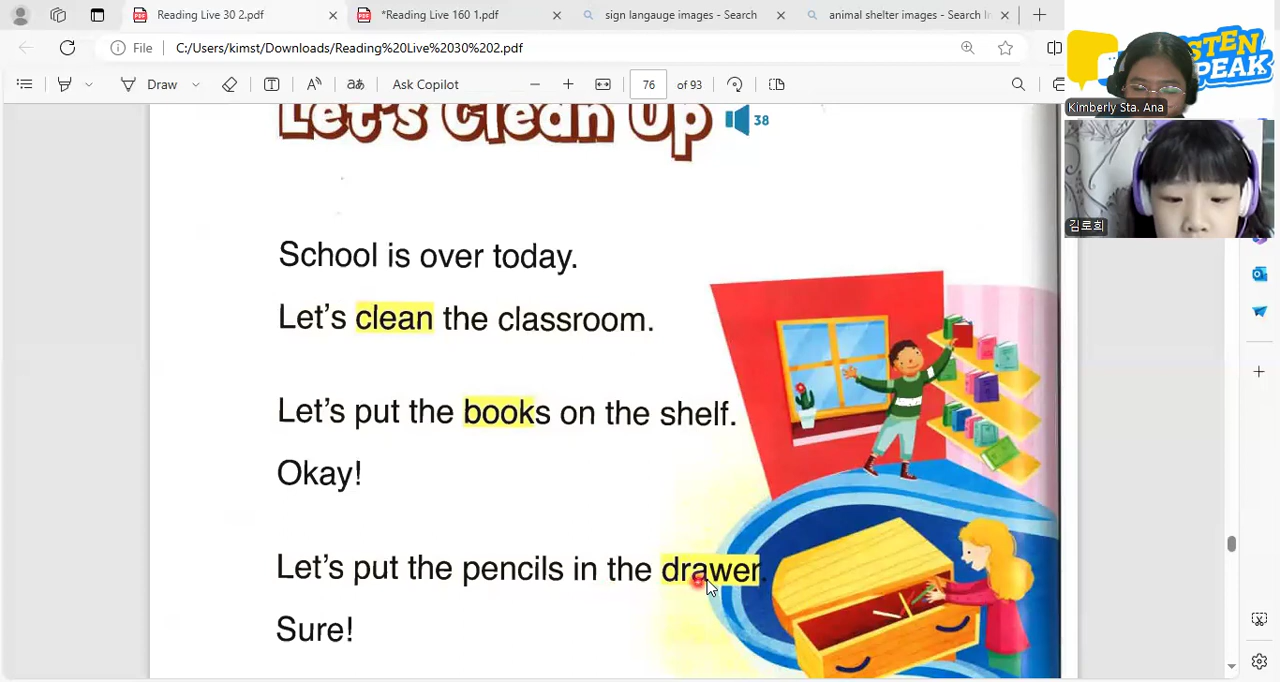 Reading Live 30 2.pdf
*Reading Live 160 1.pdf
sign langauge images - Search
animal shelter images - Search
File
C:/Users/kimst/Downloads/Reading%20Live%2030%202.pdf
Draw
Ask Copilot
76 of 93
STEN
PEAK
Kimberly Sta. Ana
김로희
Let's Clean Up
38
School is over today.
Let's clean the classroom.
Let's put the books on the shelf.
Okay!
Let's put the pencils in the drawer.
Sure!